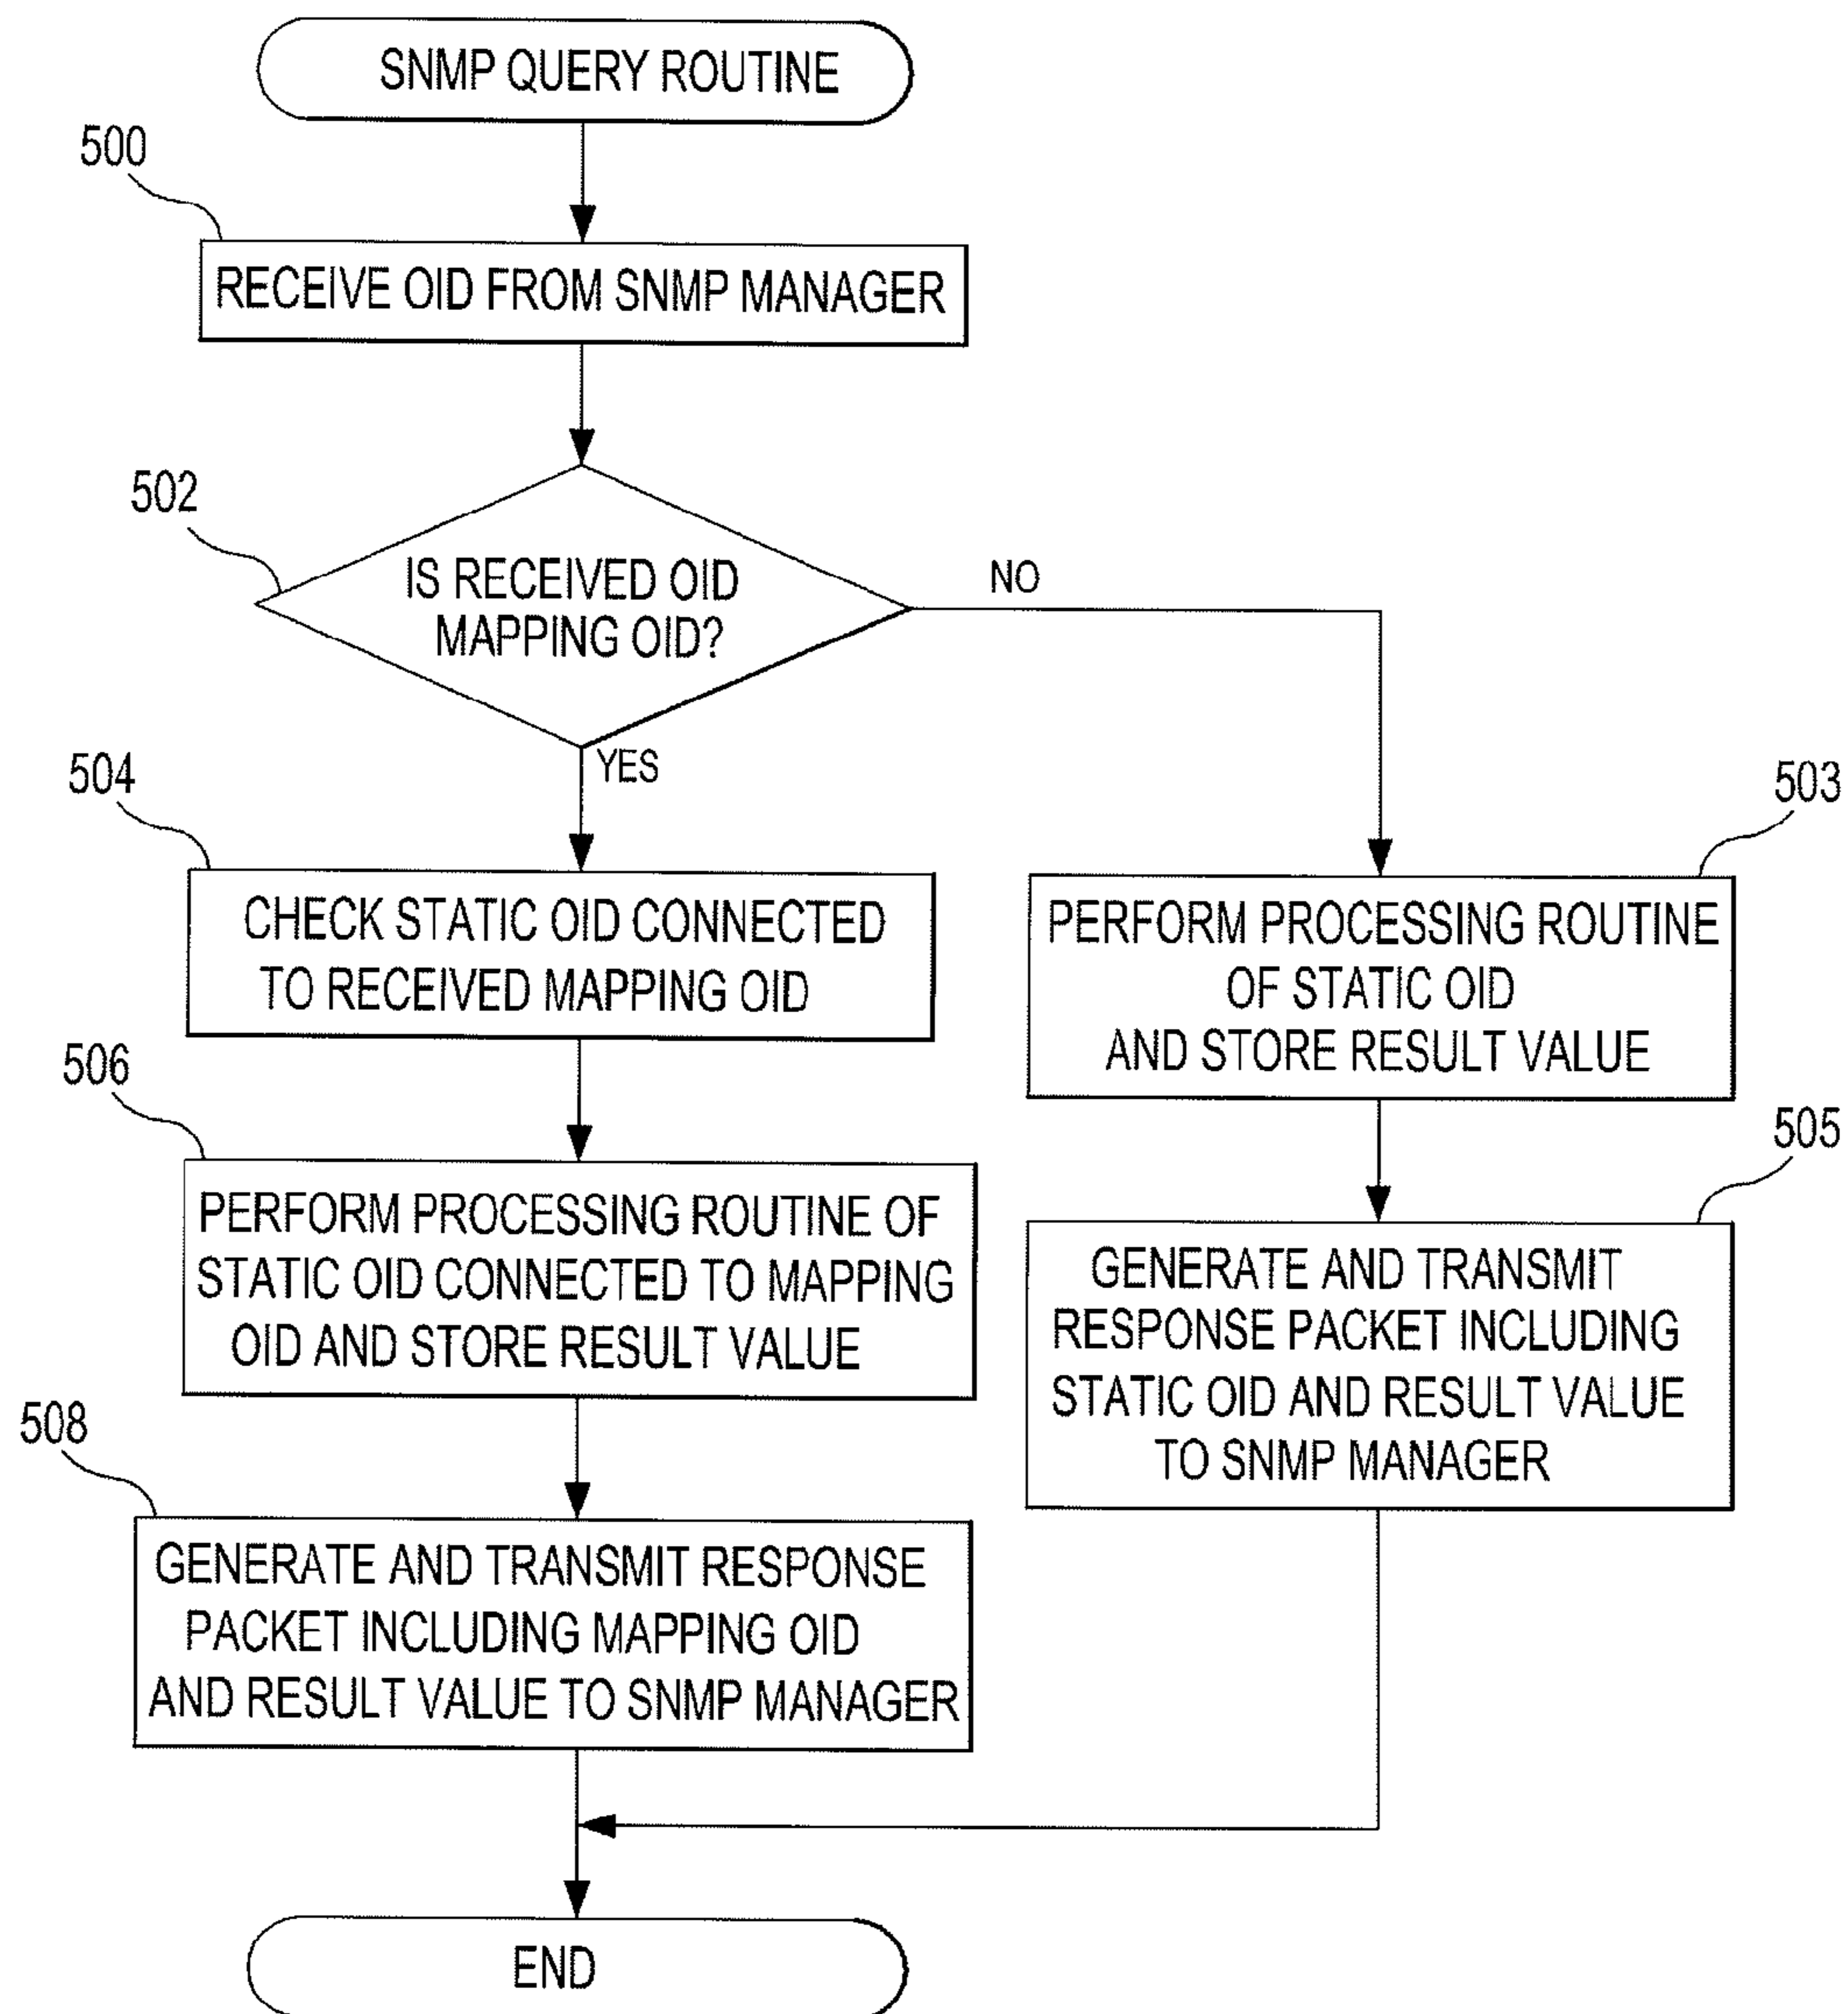 SNMP QUERY ROUTINE
500
RECEIVE OID FROM SNMP MANAGER
502
IS RECEIVED OID
MAPPING OID?
NO
YES
504
CHECK STATIC OID CONNECTED
TO RECEIVED MAPPING OID
503
PERFORM PROCESSING ROUTINE
OF STATIC OID
AND STORE RESULT VALUE
506
PERFORM PROCESSING ROUTINE OF
STATIC OID CONNECTED TO MAPPING
OID AND STORE RESULT VALUE
505
GENERATE AND TRANSMIT
RESPONSE PACKET INCLUDING
STATIC OID AND RESULT VALUE
TO SNMP MANAGER
508
GENERATE AND TRANSMIT RESPONSE
PACKET INCLUDING MAPPING OID
AND RESULT VALUE TO SNMP MANAGER
END